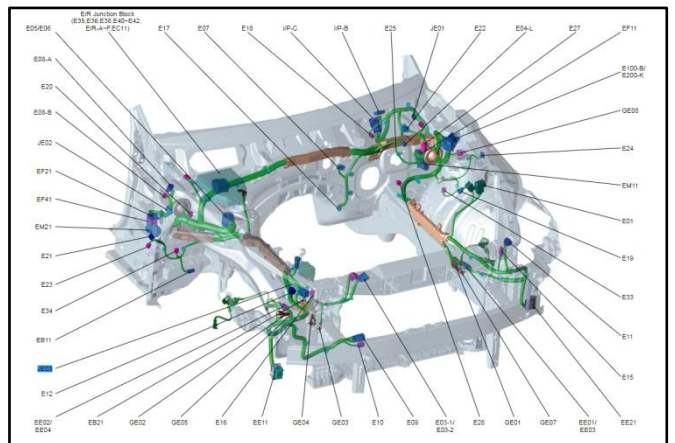 E/R Junction Block
(E35,E36,E38,E40~E42,
E/R-A~F,EC11)
E05/E06
E17
E07
E18
I/P-C
I/P-B
E25
JE01
E22
E04-L
E27
EF11
E08-A
E20
E08-B
JE02
EF21
EF41
EM21
E21
E23
E34
EB11
JE03
E12
E100-B/
E200-K
GE08
E24
EM11
E01
E19
E33
E11
E15
EE02/
EE04
EB21
GE02
GE05
E16
EE11
GE04
GE03
E10
E09
E03-1/
E03-2
E28
GE01
GE07
EE01/
EE03
EE21